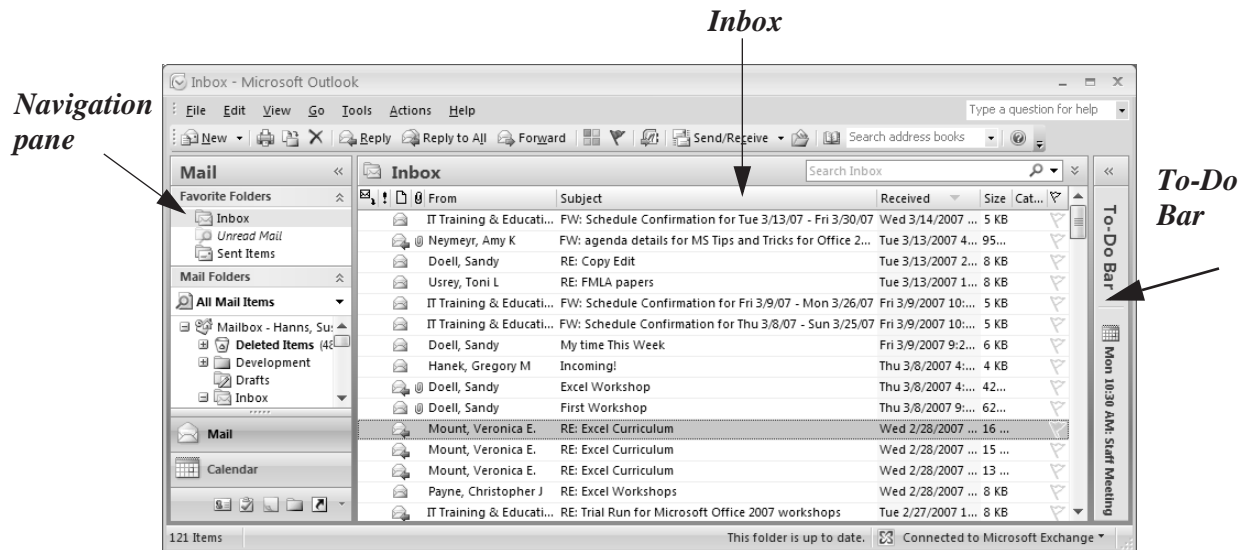 Inbox
Navigation
pane
To-Do
Bar
Inbox - Microsoft Outlook
File Edit View Go Tools Actions Help Type a question for help
New Reply Reply to All Forward Send/Receive Search address books
Mail
Favorite Folders
Inbox
Unread Mail
Sent Items
Mail Folders
All Mail Items
Mailbox - Hanns, Su
Deleted Items (48
Development
Drafts
Inbox
Mail
Calendar
Inbox Search Inbox
From Subject Received Size Cat...
IT Training & Educati... FW: Schedule Confirmation for Tue 3/13/07 - Fri 3/30/07 Wed 3/14/2007 ... 5 KB
Neymeyr, Amy K FW: agenda details for MS Tips and Tricks for Office 2... Tue 3/13/2007 4... 95...
Doell, Sandy RE: Copy Edit Tue 3/13/2007 2... 8 KB
Usrey, Toni L RE: FMLA papers Tue 3/13/2007 1... 8 KB
IT Training & Educati... FW: Schedule Confirmation for Fri 3/9/07 - Mon 3/26/07 Fri 3/9/2007 10:... 5 KB
IT Training & Educati... FW: Schedule Confirmation for Thu 3/8/07 - Sun 3/25/07 Fri 3/9/2007 10:... 5 KB
Doell, Sandy My time This Week Fri 3/9/2007 9:2... 6 KB
Hanek, Gregory M Incoming! Thu 3/8/2007 4:... 4 KB
Doell, Sandy Excel Workshop Thu 3/8/2007 4:... 42...
Doell, Sandy First Workshop Thu 3/8/2007 9:... 62...
Mount, Veronica E. RE: Excel Curriculum Wed 2/28/2007 ... 16 ...
Mount, Veronica E. RE: Excel Curriculum Wed 2/28/2007 ... 15 ...
Mount, Veronica E. RE: Excel Curriculum Wed 2/28/2007 ... 13 ...
Payne, Christopher J RE: Excel Workshops Wed 2/28/2007 ... 8 KB
IT Training & Educati... RE: Trial Run for Microsoft Office 2007 workshops Tue 2/27/2007 1... 8 KB
To-Do Bar
Mon 10:30 AM: Staff Meeting
121 Items This folder is up to date. Connected to Microsoft Exchange